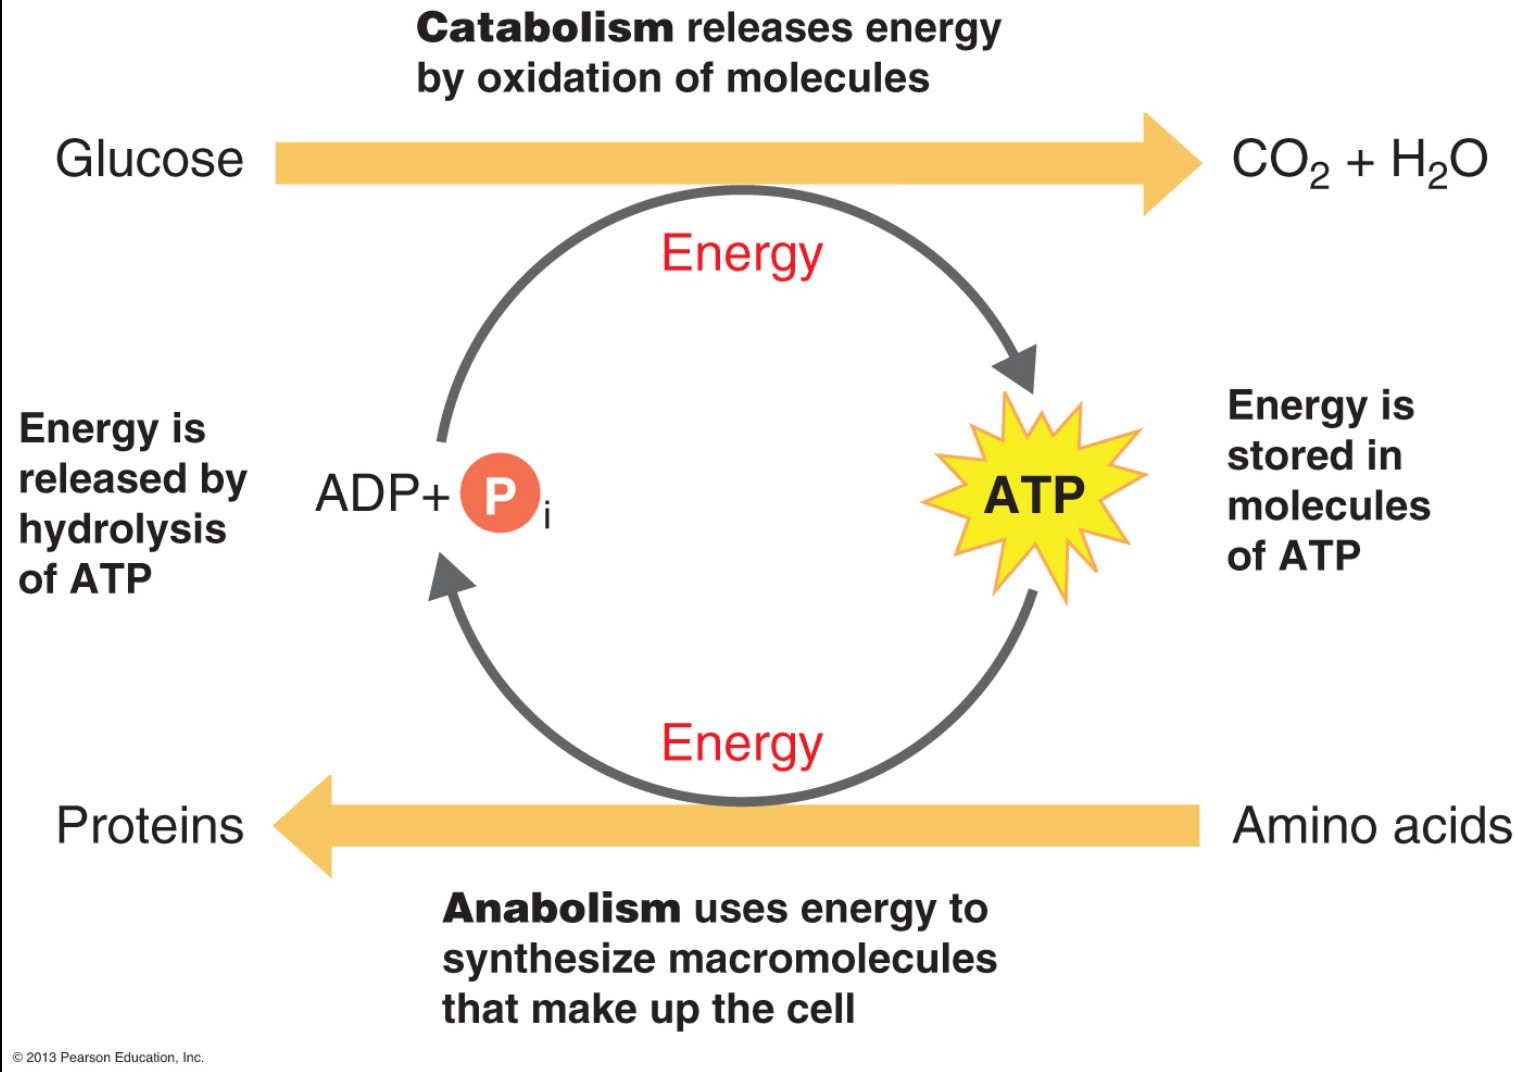 Catabolism releases energy
by oxidation of molecules
Glucose
CO₂ + H₂O
Energy
Energy is
released by
hydrolysis
of ATP
ADP+ P i
ATP
Energy is
stored in
molecules
of ATP
Energy
Proteins
Amino acids
Anabolism uses energy to
synthesize macromolecules
that make up the cell
© 2013 Pearson Education, Inc.